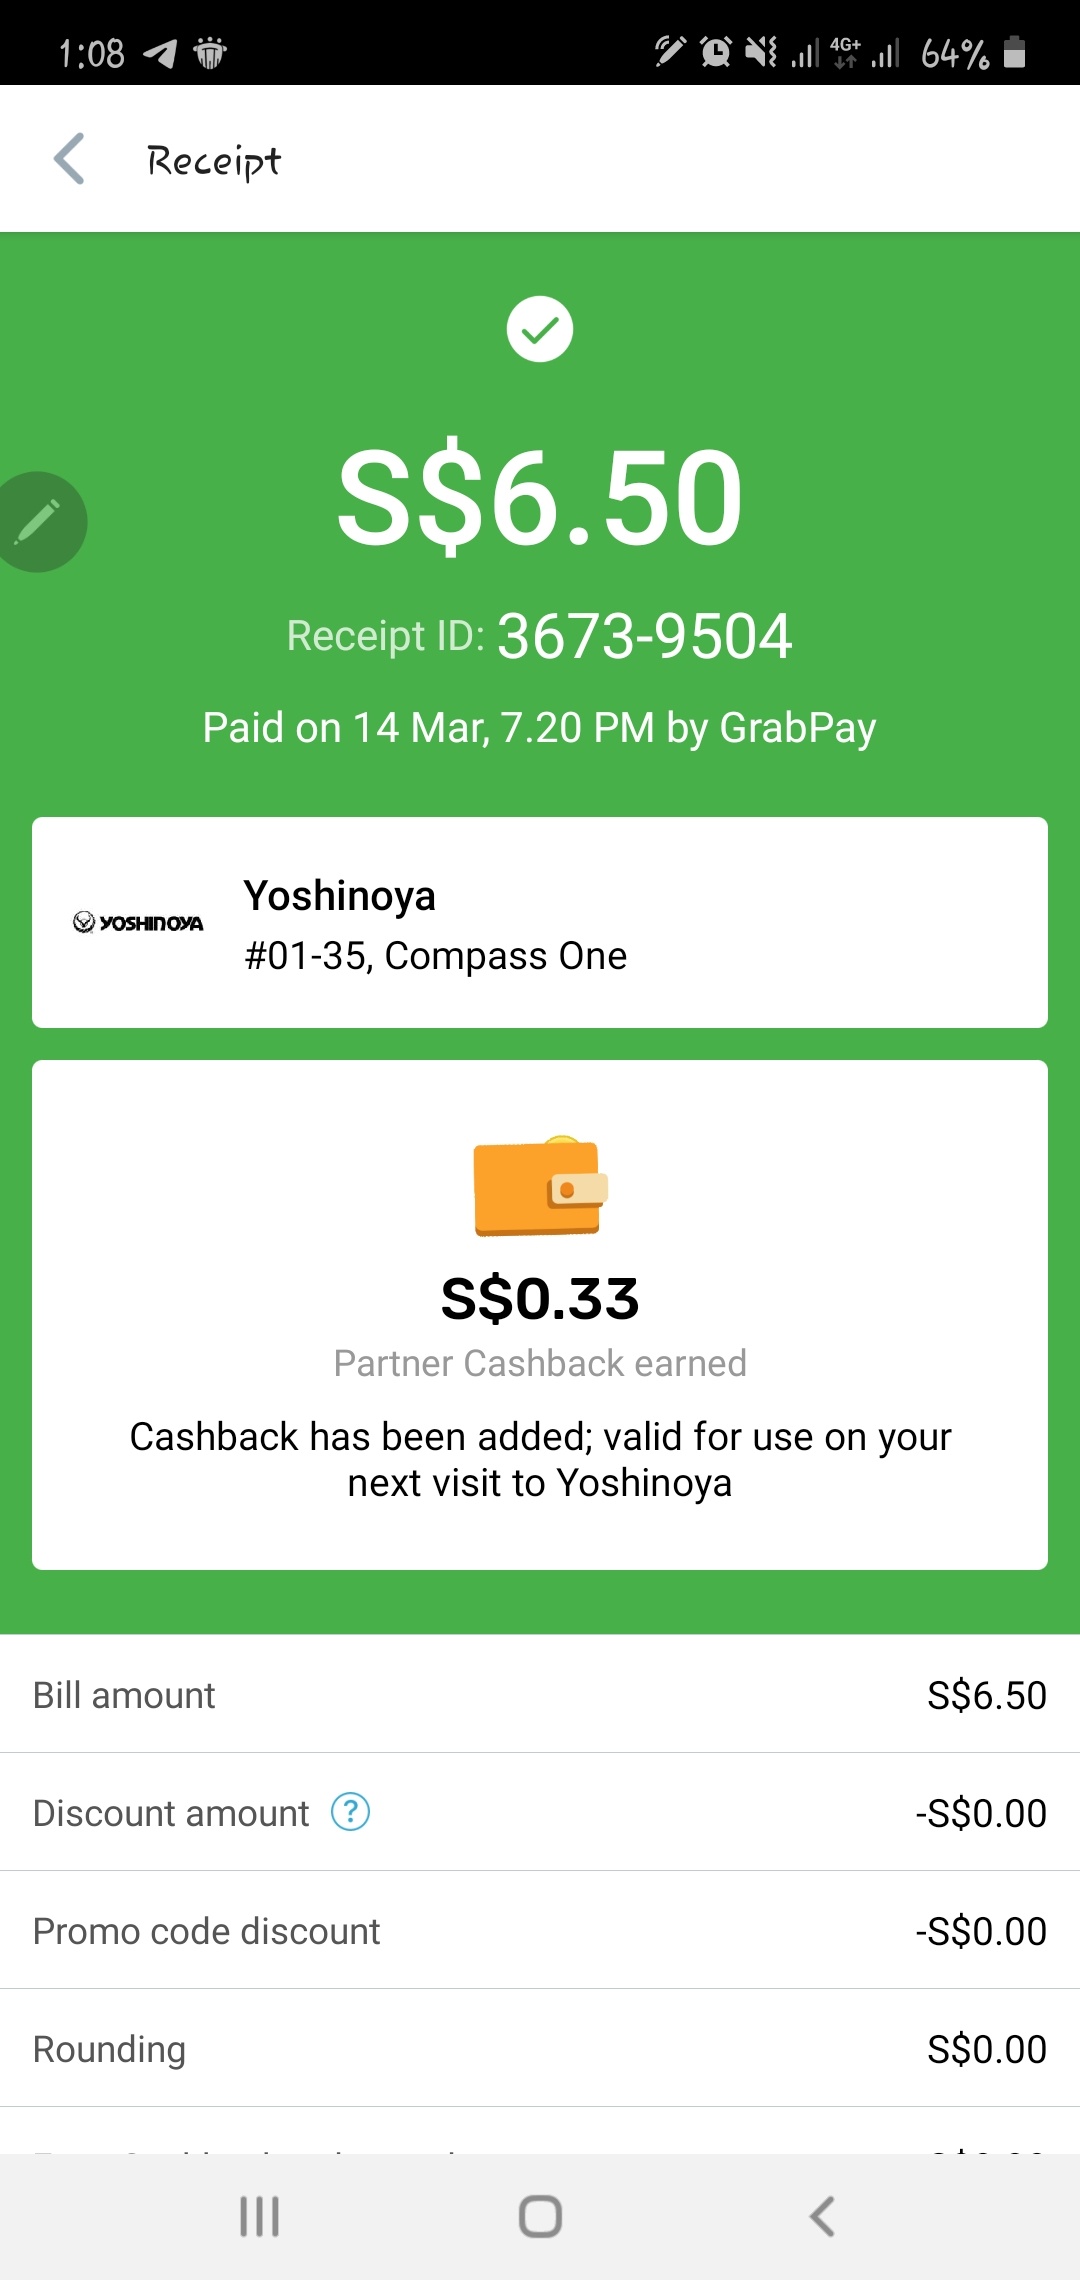 1:08 4G+ 64%
Receipt
S$6.50
Receipt ID: 3673-9504
Paid on 14 Mar, 7.20 PM by GrabPay
YOSHINOYA
Yoshinoya
#01-35, Compass One
S$0.33
Partner Cashback earned
Cashback has been added; valid for use on your
next visit to Yoshinoya
Bill amount S$6.50
Discount amount ? -S$0.00
Promo code discount -S$0.00
Rounding S$0.00